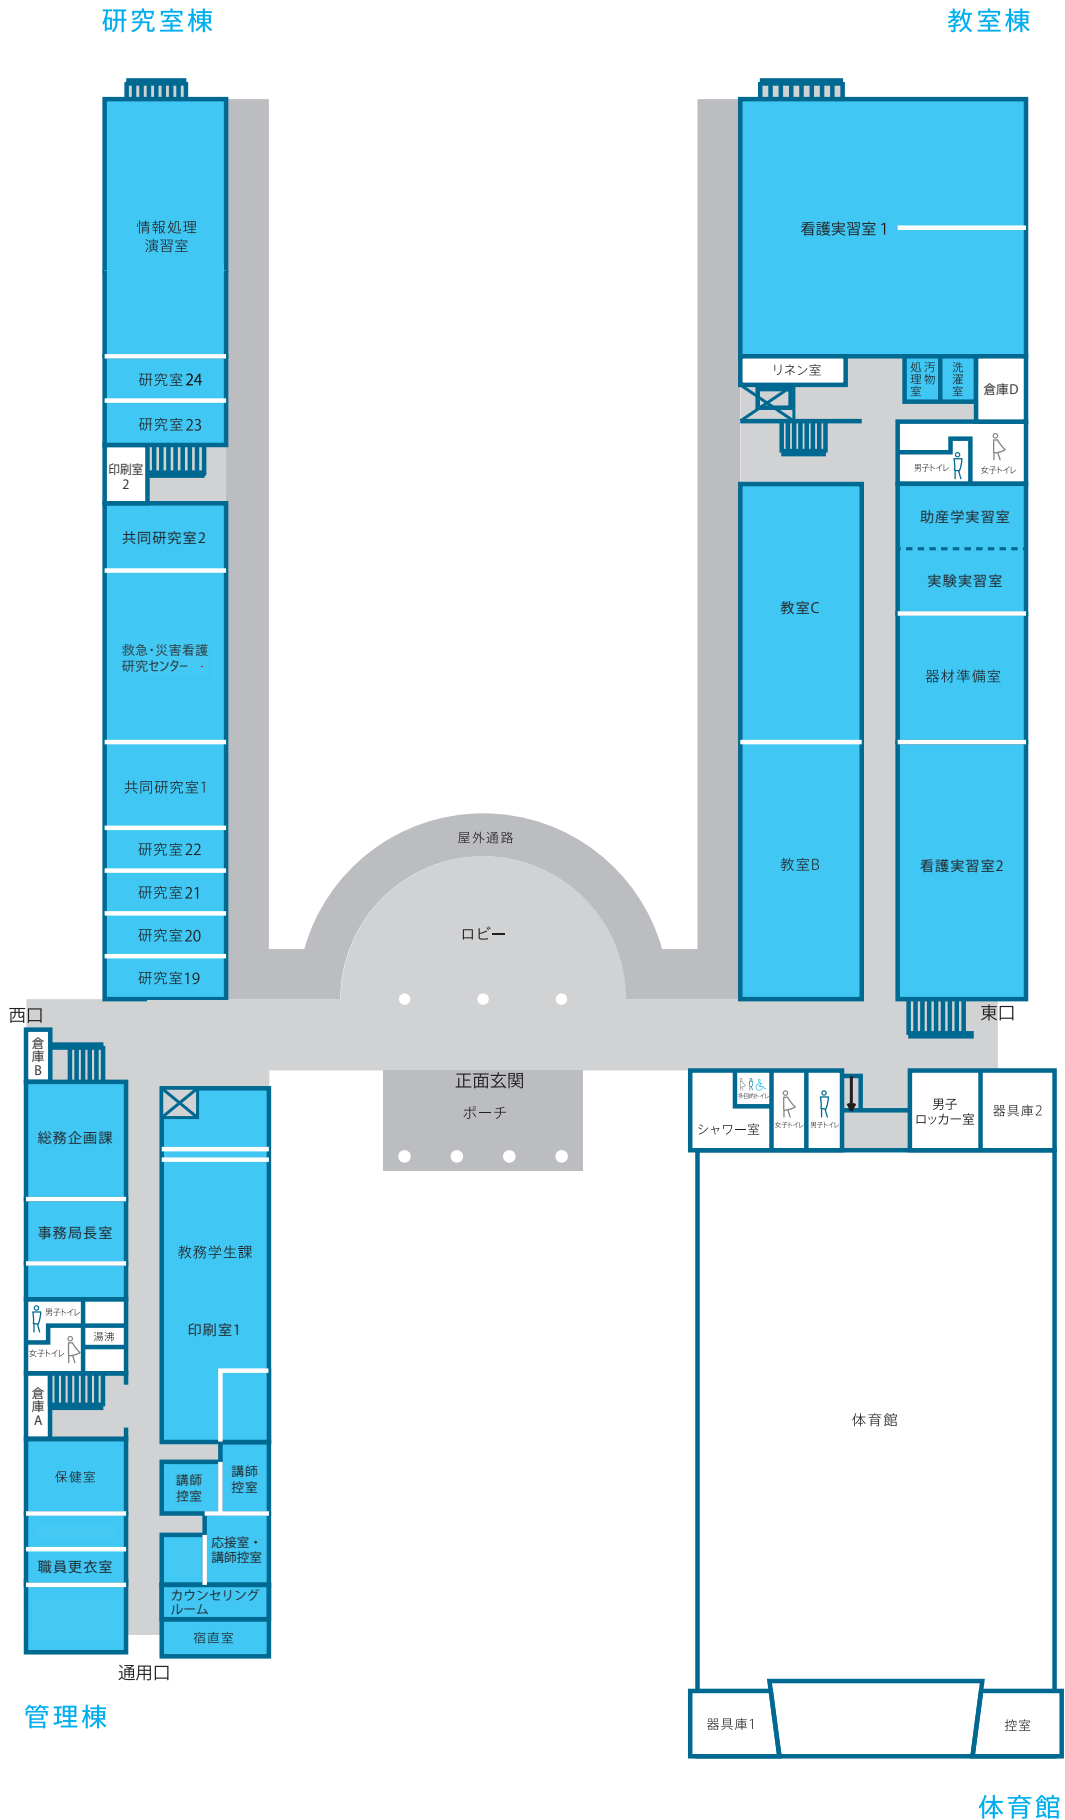 研究室棟
教室棟
情報処理
演習室
研究室24
研究室23
印刷室
2
共同研究室2
救急・災害看護
研究センター
共同研究室1
研究室22
研究室21
研究室20
研究室19
看護実習室 1
リネン室
汚物
処理室
洗濯室
倉庫D
男子トイレ
女子トイレ
助産学実習室
実験実習室
器材準備室
看護実習室2
教室C
教室B
屋外通路
ロビー
正面玄関
ポーチ
西口
東口
倉庫B
総務企画課
事務局長室
男子トイレ
女子トイレ
湯沸
倉庫A
保健室
職員更衣室
教務学生課
印刷室1
講師
控室
講師
控室
応接室・
講師控室
カウンセリング
ルーム
宿直室
通用口
管理棟
多目的トイレ
シャワー室
女子トイレ
男子トイレ
男子
ロッカー室
器具庫2
体育館
器具庫1
控室
体育館